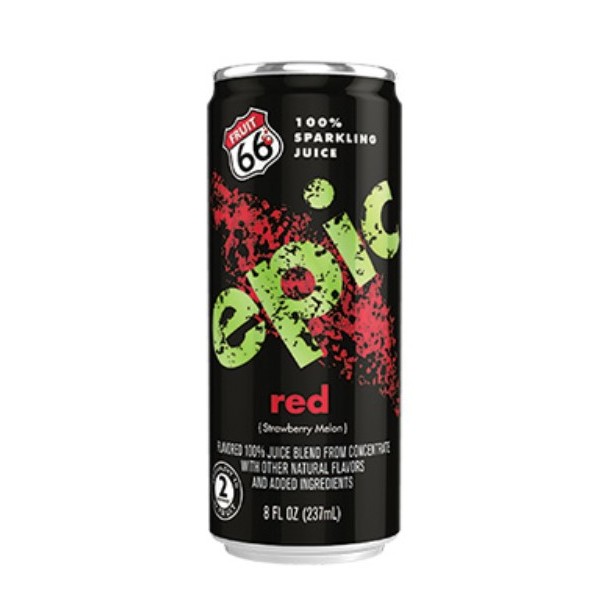 FRUIT
66
100%
SPARKLING
JUICE
epic
red
{Strawberry Melon}
FLAVORED 100% JUICE BLEND FROM CONCENTRATE
WITH OTHER NATURAL FLAVORS
AND ADDED INGREDIENTS
2
8 FL OZ (237mL)